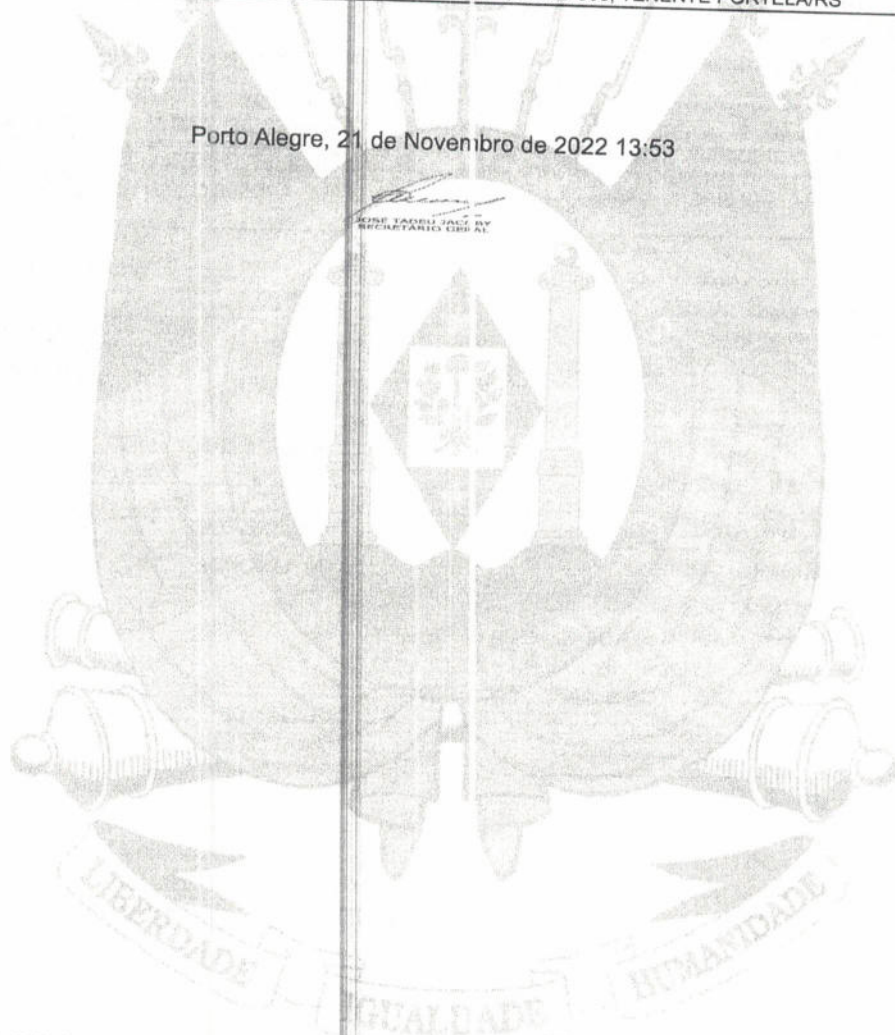 TENENTE PORTELA/RS
Porto Alegre, 21 de Novembro de 2022 13:53
JOSÉ TADEU JACOBY
SECRETÁRIO GERAL
LIBERDADE
IGUALDADE
HUMANIDADE